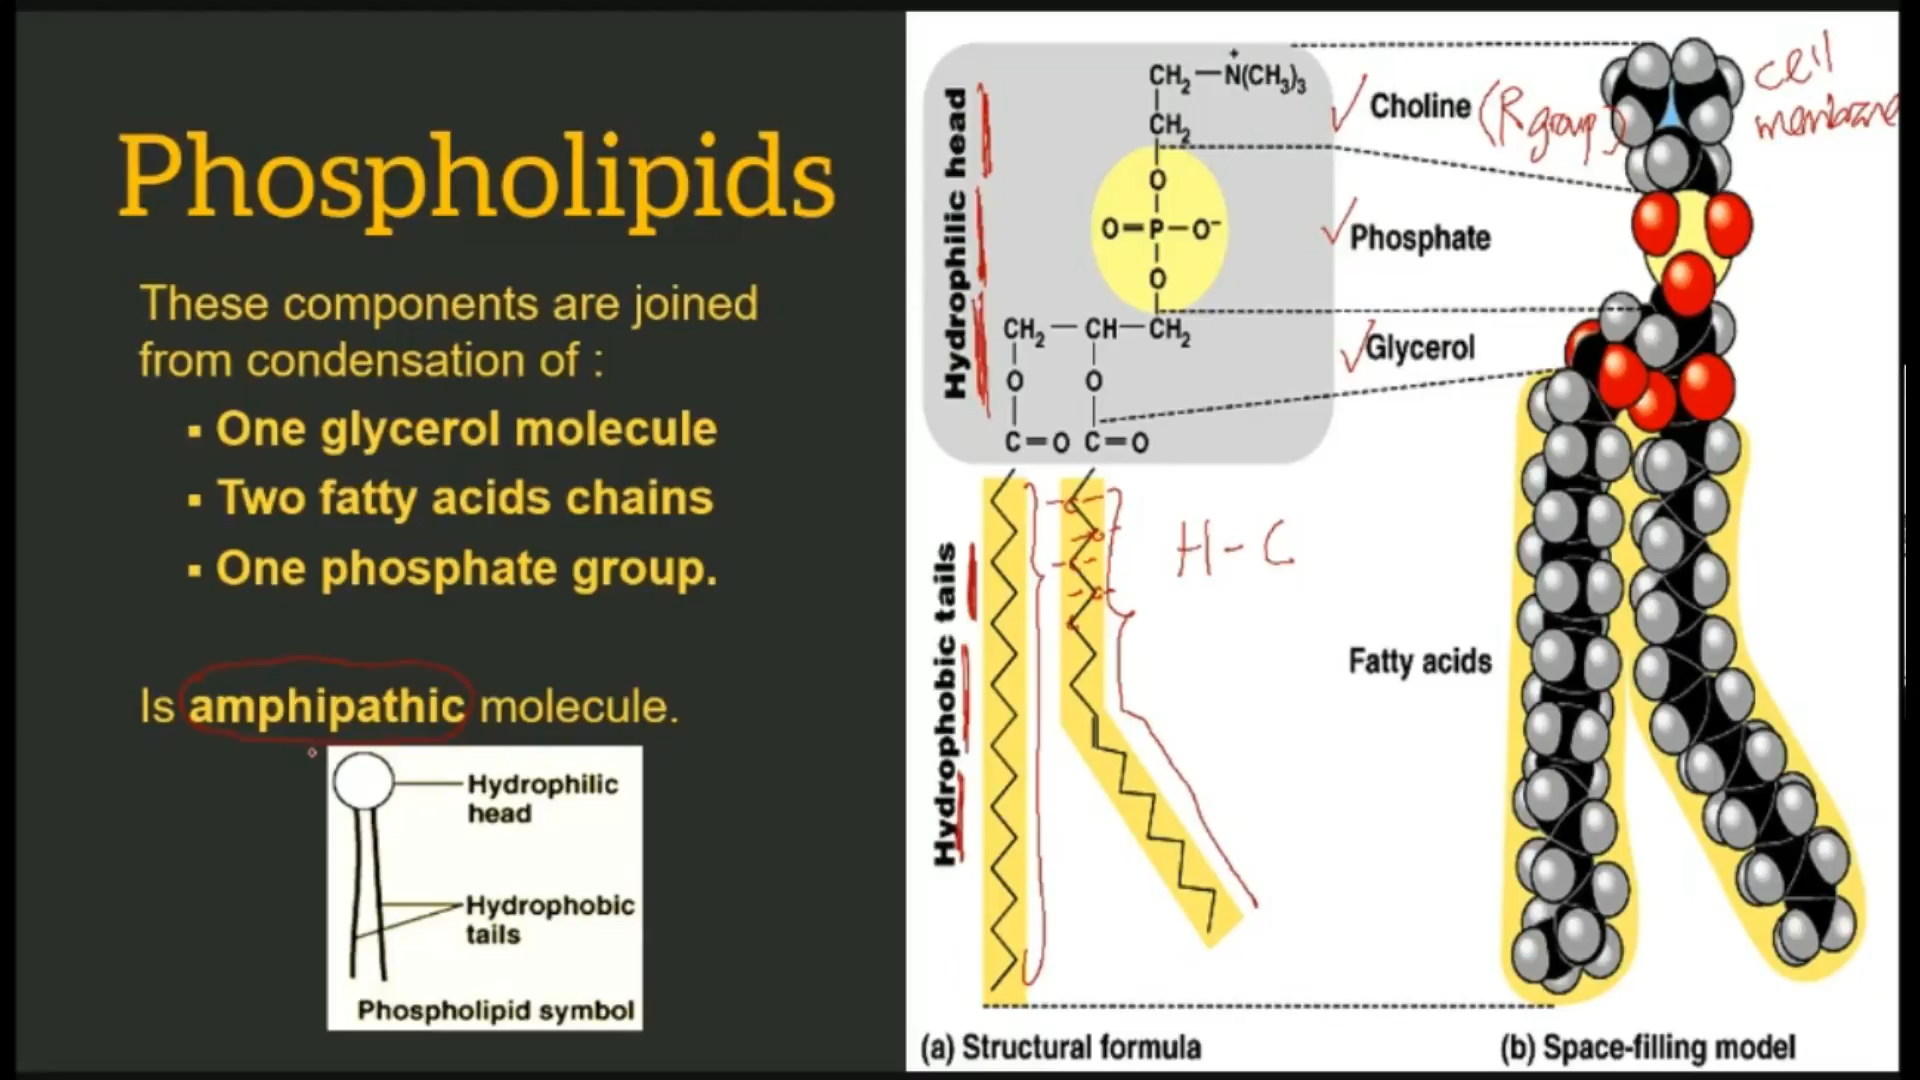 Phospholipids
These components are joined
from condensation of :
▪ One glycerol molecule
▪ Two fatty acids chains
▪ One phosphate group.
Is amphipathic molecule.
Hydrophilic
head
Hydrophobic
tails
Phospholipid symbol
Hydrophilic head
Hydrophobic tails
CH₂—N⁺(CH₃)₃
CH₂
O
O=P—O⁻
O
CH₂—CH—CH₂
O O
C=O C=O
Choline (R group)
Phosphate
Glycerol
H-C
Fatty acids
cell
membrane
(a) Structural formula
(b) Space-filling model